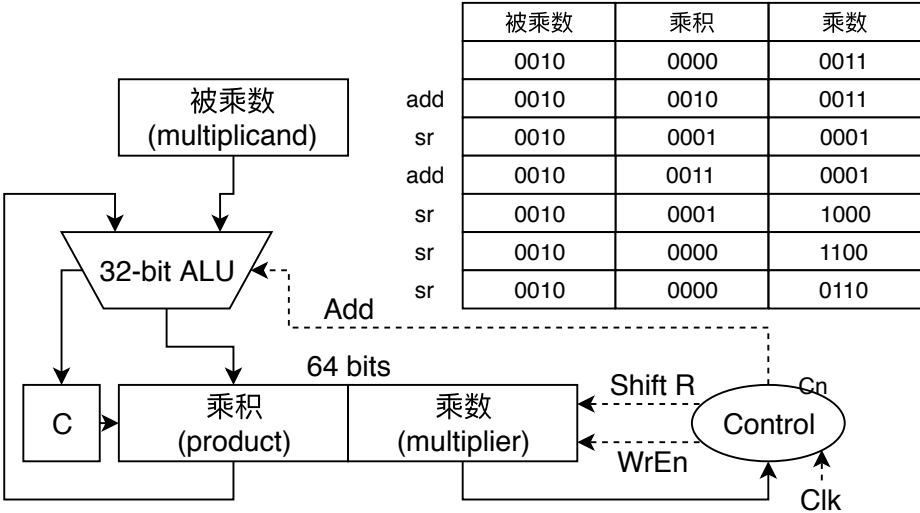 被乘数 乘积 乘数
0010 0000 0011
add 0010 0010 0011
sr 0010 0001 0001
add 0010 0011 0001
sr 0010 0001 1000
sr 0010 0000 1100
sr 0010 0000 0110
被乘数
(multiplicand)
32-bit ALU
Add
64 bits
C
乘积
(product)
乘数
(multiplier)
Shift R
WrEn
Cn
Control
Clk